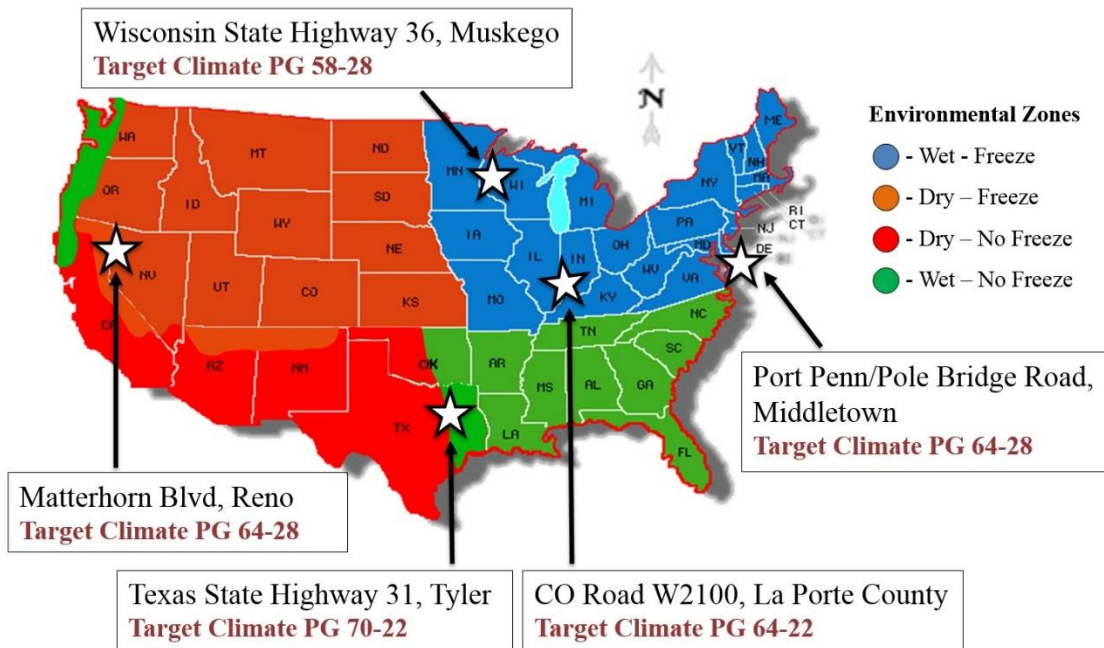 Wisconsin State Highway 36, Muskego
Target Climate PG 58-28
N
Environmental Zones
- Wet - Freeze
- Dry – Freeze
- Dry – No Freeze
- Wet – No Freeze
WA
MT
ND
MN
WI
MI
ME
VT
NH
MA
NY
RI
CT
OR
ID
WY
SD
IA
PA
NJ
DE
MD
NV
UT
CO
NE
KS
MO
IL
IN
OH
WV
VA
KY
CA
AZ
NM
OK
AR
TN
NC
SC
TX
LA
MS
AL
GA
FL
Port Penn/Pole Bridge Road,
Middletown
Target Climate PG 64-28
Matterhorn Blvd, Reno
Target Climate PG 64-28
Texas State Highway 31, Tyler
Target Climate PG 70-22
CO Road W2100, La Porte County
Target Climate PG 64-22